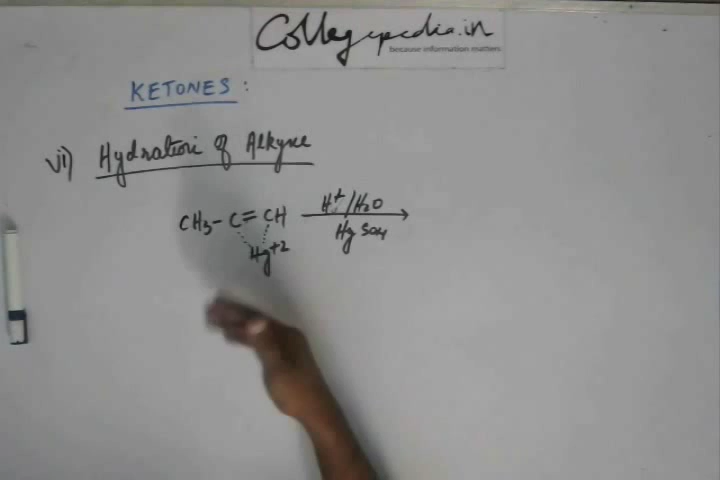 Collegepedia.in
because information matters
KETONES:
vi) Hydration of Alkyne
CH3-C=CH H+/H2O
Hg+2 HgSO4